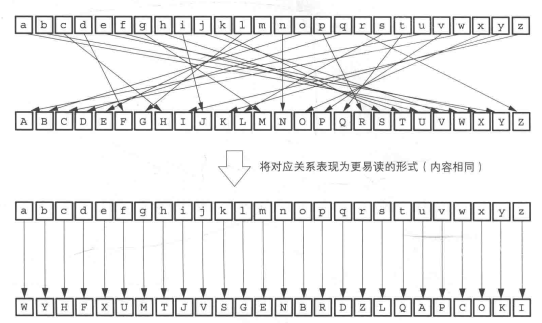 a b c d e f g h i j k l m n o p q r s t u v w x y z
A B C D E F G H I J K L M N O P Q R S T U V W X Y Z
将对应关系表现为更易读的形式（内容相同）
a b c d e f g h i j k l m n o p q r s t u v w x y z
W Y H F X U M T J V S G E N B R D Z L Q A P C O K I